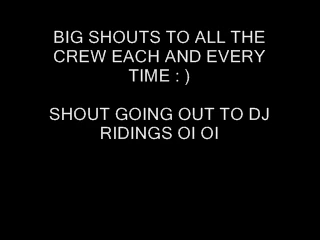 BIG SHOUTS TO ALL THE
CREW EACH AND EVERY
TIME : )
SHOUT GOING OUT TO DJ
RIDINGS OI OI